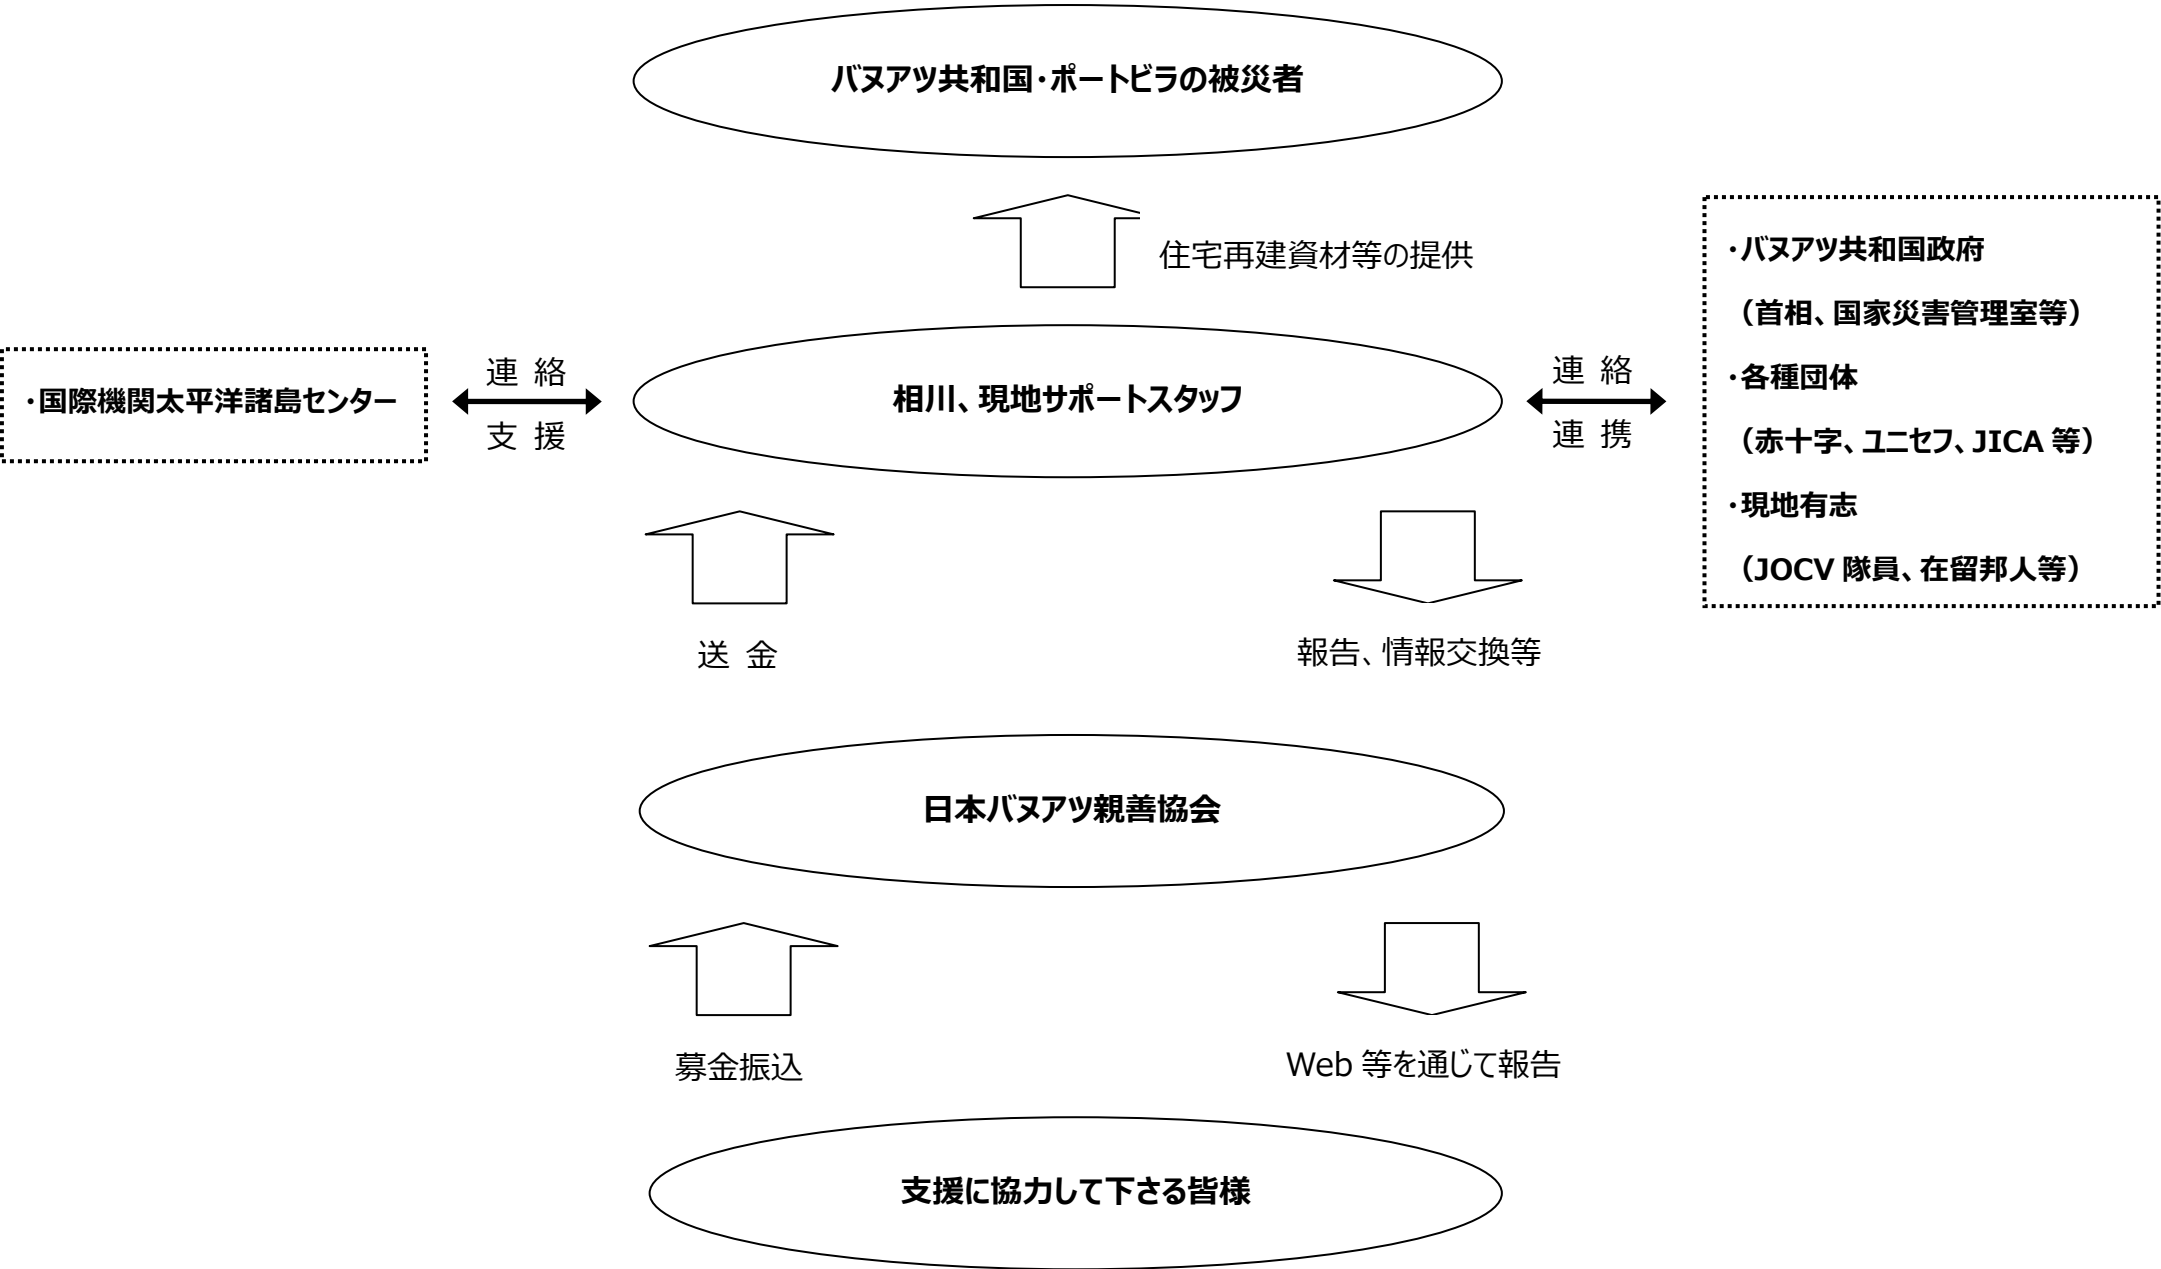 バヌアツ共和国・ポートビラの被災者
住宅再建資材等の提供
・国際機関太平洋諸島センター
連 絡
支 援
相川、現地サポートスタッフ
連 絡
連 携
・バヌアツ共和国政府
（首相、国家災害管理室等）
・各種団体
（赤十字、ユニセフ、JICA 等）
・現地有志
（JOCV 隊員、在留邦人等）
送 金
報告、情報交換等
日本バヌアツ親善協会
募金振込
Web 等を通じて報告
支援に協力して下さる皆様